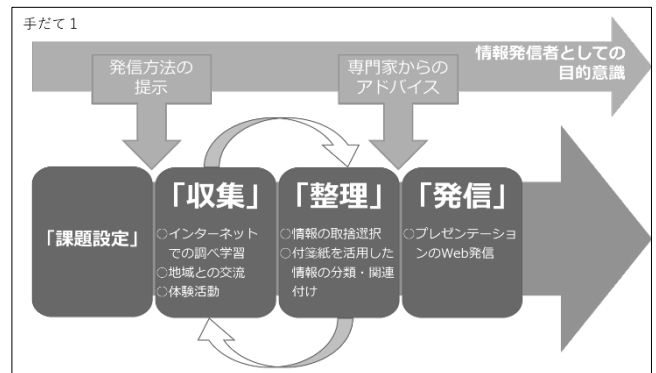 手だて１
情報発信者としての
目的意識
発信方法の
提示
専門家からの
アドバイス
「課題設定」
「収集」
○インターネット
での調べ学習
○地域との交流
○体験活動
「整理」
○情報の取捨選択
○付箋紙を活用した
情報の分類・関連
付け
「発信」
○プレゼンテーショ
ンのWeb発信